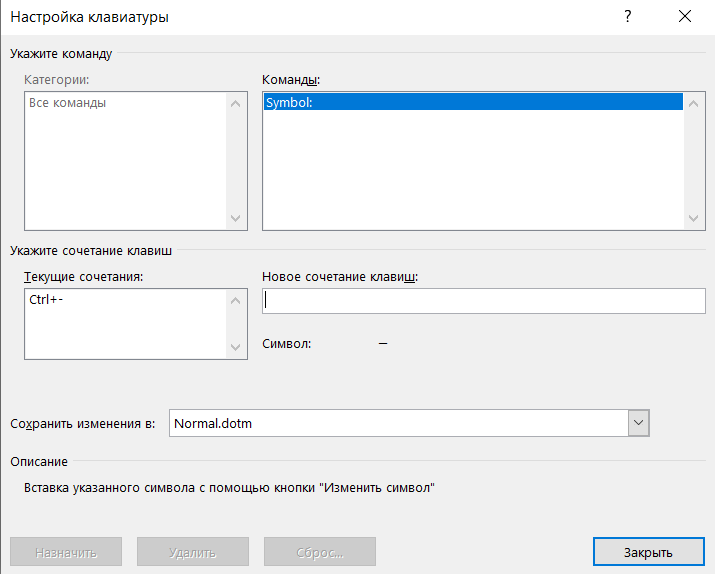 Настройка клавиатуры ?
Укажите команду
Категории: Команды:
Все команды Symbol:
Укажите сочетание клавиш
Текущие сочетания: Новое сочетание клавиш:
Ctrl+-
Символ: –
Сохранить изменения в: Normal.dotm
Описание
Вставка указанного символа с помощью кнопки "Изменить символ"
Назначить Удалить Сброс... Закрыть